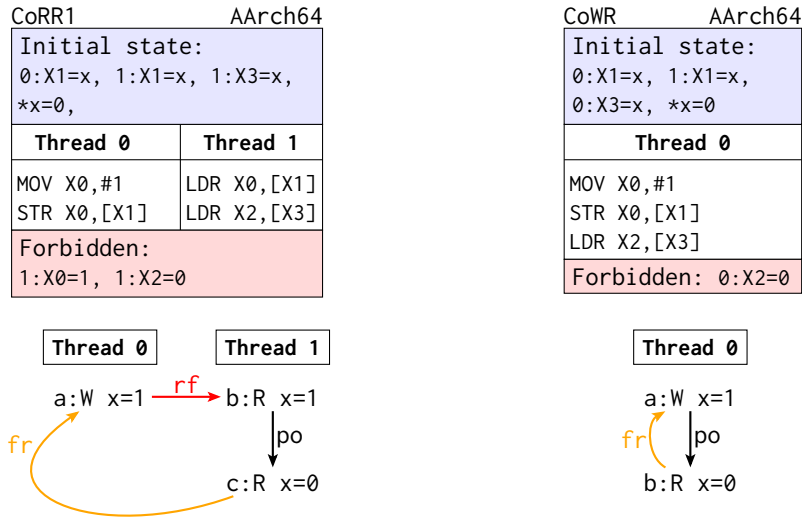 CoRR1 AArch64
Initial state:
0:X1=x, 1:X1=x, 1:X3=x,
*x=0,
Thread 0 Thread 1
MOV X0,#1 LDR X0,[X1]
STR X0,[X1] LDR X2,[X3]
Forbidden:
1:X0=1, 1:X2=0
Thread 0 Thread 1
a:W x=1 rf b:R x=1
fr po
c:R x=0
CoWR AArch64
Initial state:
0:X1=x, 1:X1=x,
0:X3=x, *x=0
Thread 0
MOV X0,#1
STR X0,[X1]
LDR X2,[X3]
Forbidden: 0:X2=0
Thread 0
a:W x=1
fr po
b:R x=0